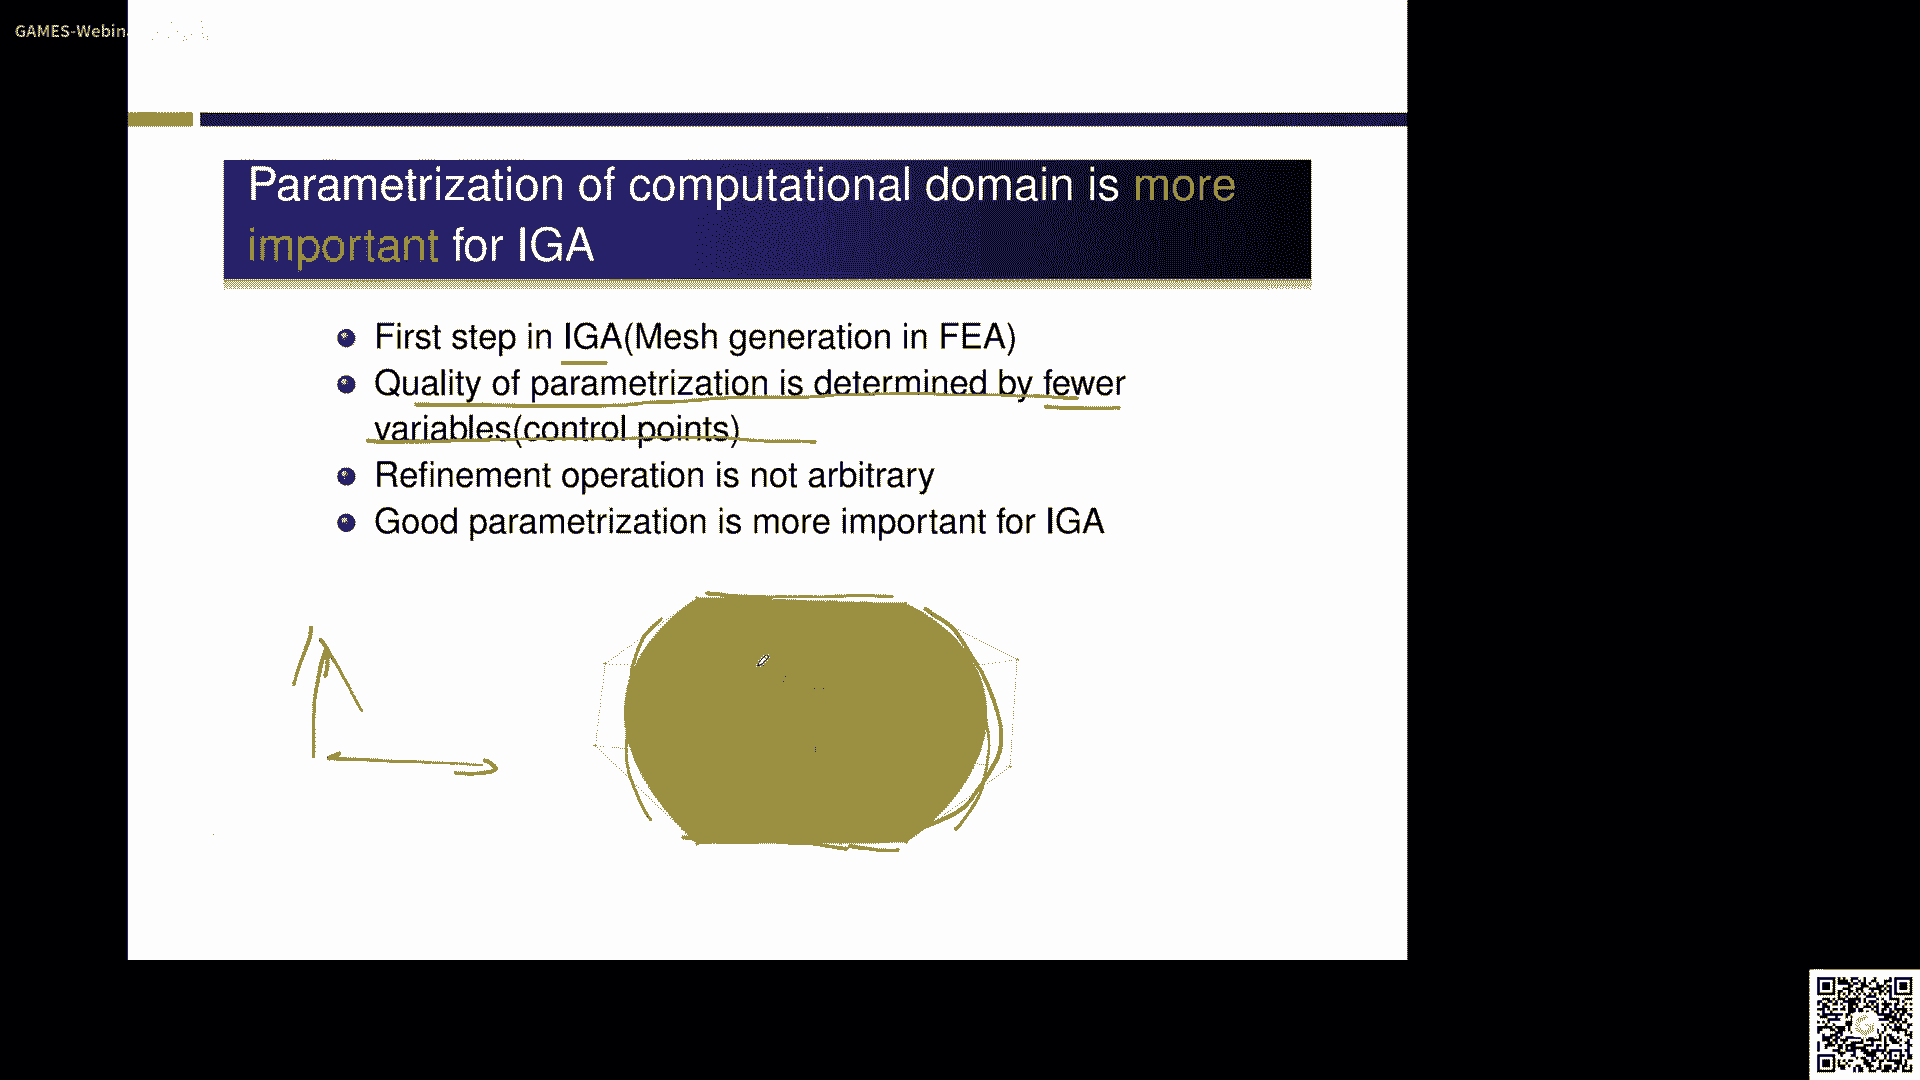 GAMES-Webin
Parametrization of computational domain is more
important for IGA
First step in IGA(Mesh generation in FEA)
Quality of parametrization is determined by fewer
variables(control points)
Refinement operation is not arbitrary
Good parametrization is more important for IGA